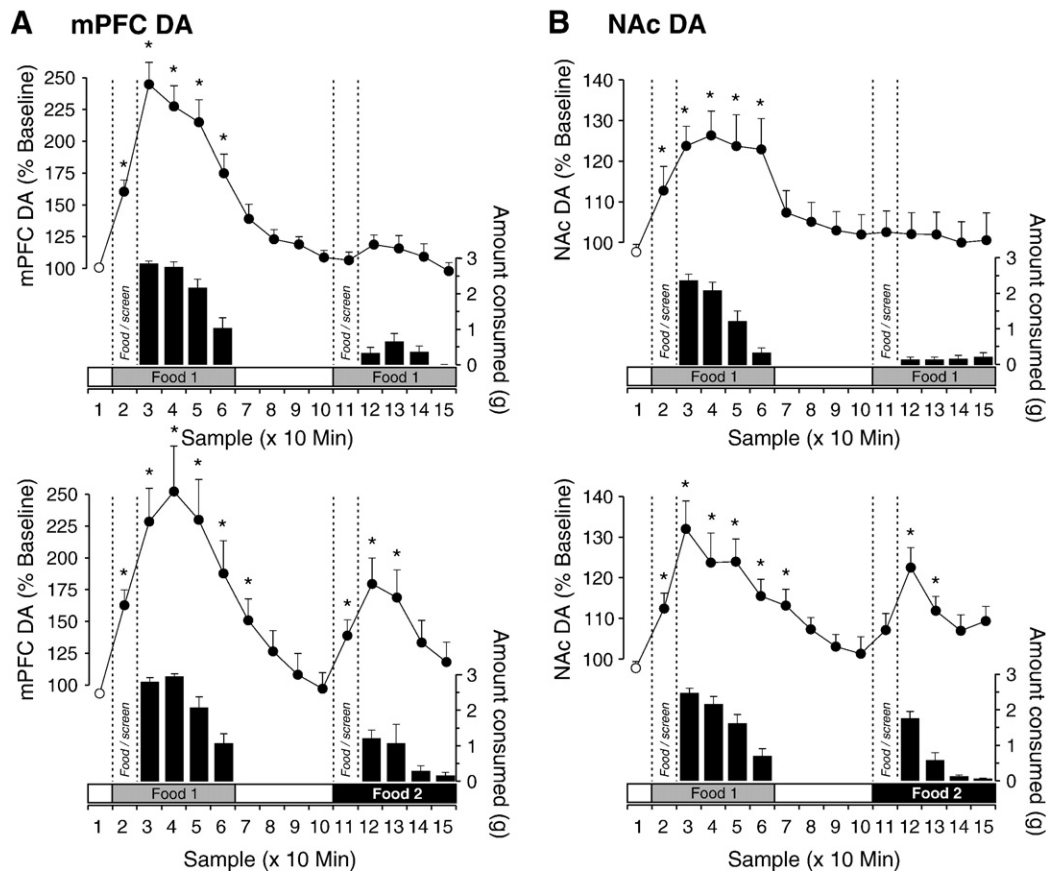 A mPFC DA
B NAc DA
mPFC DA (% Baseline)
250
225
200
175
150
125
100
* * * * *
Food / screen
Food / screen
Amount consumed (g)
3
2
1
0
Food 1
Food 1
1 2 3 4 5 6 7 8 9 10 11 12 13 14 15
Sample (x 10 Min)
NAc DA (% Baseline)
140
130
120
110
100
* * * * *
Food / screen
Food / screen
Amount consumed (g)
3
2
1
0
Food 1
Food 1
1 2 3 4 5 6 7 8 9 10 11 12 13 14 15
Sample (x 10 Min)
mPFC DA (% Baseline)
250
225
200
175
150
125
100
* * * * * * * * *
Food / screen
Food / screen
Amount consumed (g)
3
2
1
0
Food 1
Food 2
1 2 3 4 5 6 7 8 9 10 11 12 13 14 15
Sample (x 10 Min)
NAc DA (% Baseline)
140
130
120
110
100
* * * * * * * *
Food / screen
Food / screen
Amount consumed (g)
3
2
1
0
Food 1
Food 2
1 2 3 4 5 6 7 8 9 10 11 12 13 14 15
Sample (x 10 Min)